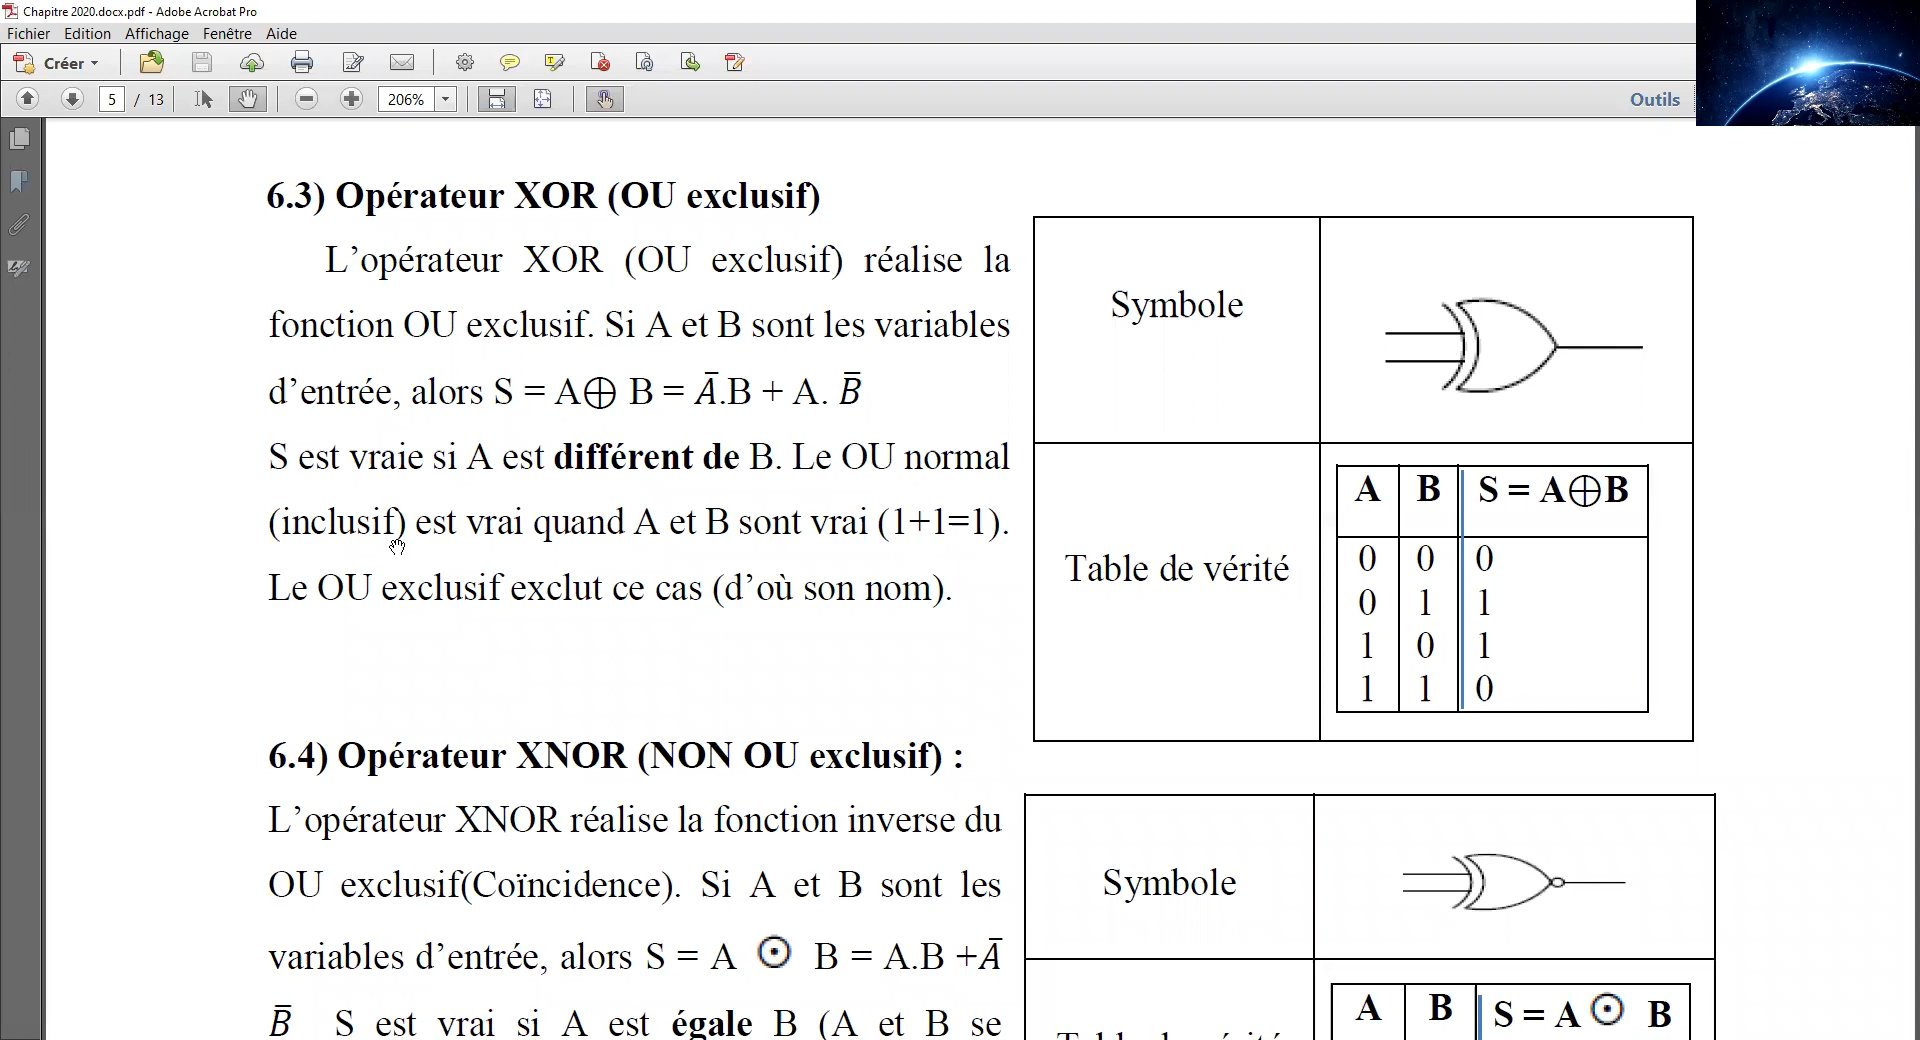 Chapitre 2020.docx.pdf - Adobe Acrobat Pro
Fichier Edition Affichage Fenêtre Aide
Créer
5 / 13 206% Outils
6.3) Opérateur XOR (OU exclusif)
L’opérateur XOR (OU exclusif) réalise la
fonction OU exclusif. Si A et B sont les variables
d’entrée, alors S = A⊕ B = A̅.B + A. B̅
S est vraie si A est différent de B. Le OU normal
(inclusif) est vrai quand A et B sont vrai (1+1=1).
Le OU exclusif exclut ce cas (d’où son nom).
Symbole
Table de vérité
A B S = A⊕B
0 0 0
0 1 1
1 0 1
1 1 0
6.4) Opérateur XNOR (NON OU exclusif) :
L’opérateur XNOR réalise la fonction inverse du
OU exclusif(Coïncidence). Si A et B sont les
variables d’entrée, alors S = A ⊙ B = A.B +A̅
B̅ S est vrai si A est égale B (A et B se
Symbole
Table de vérité
A B S = A ⊙ B